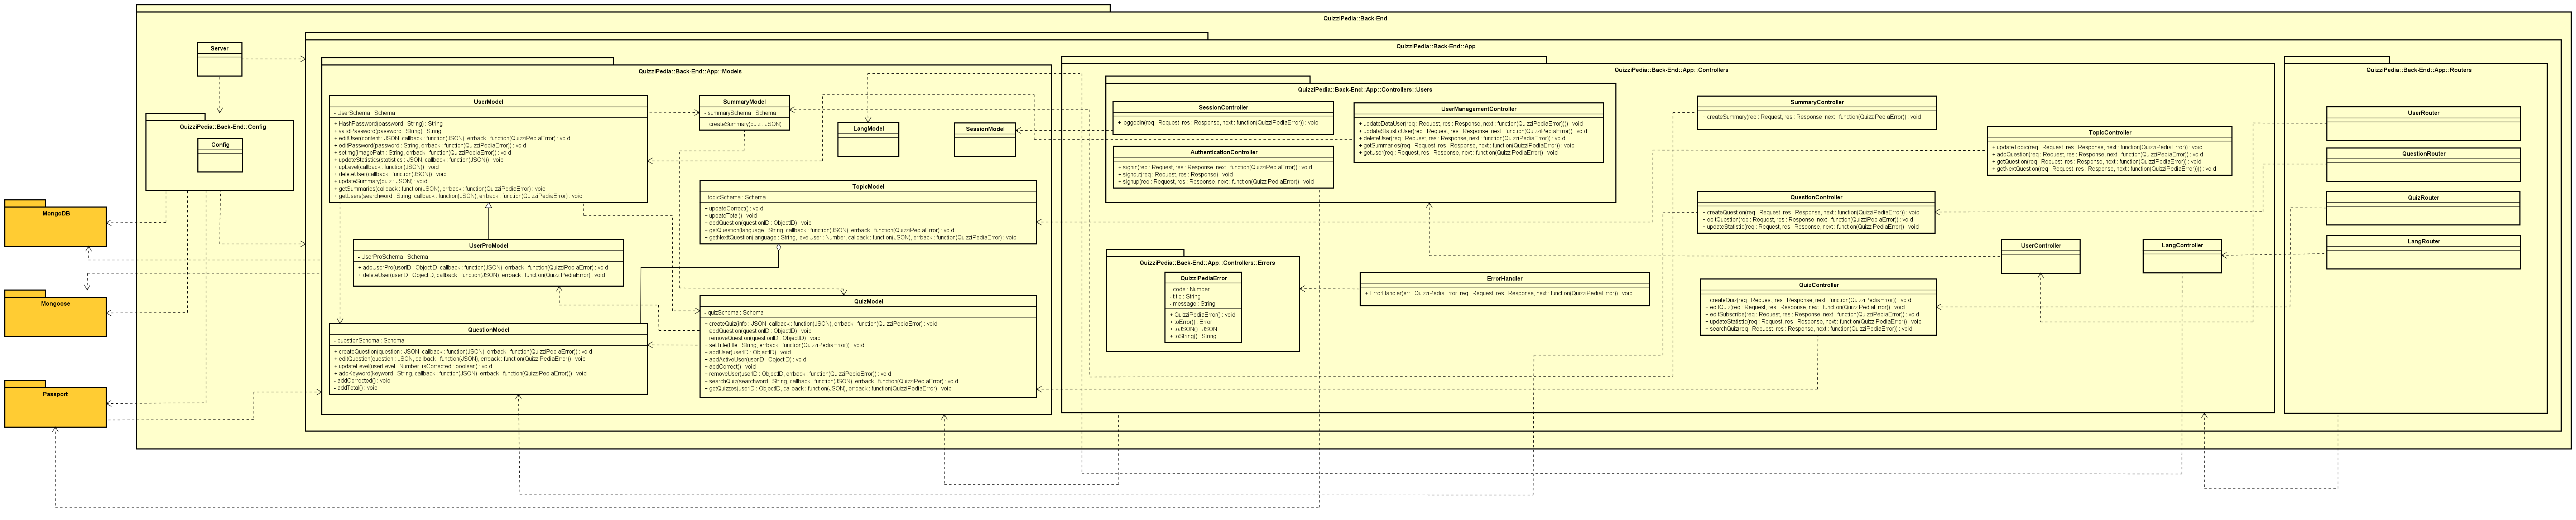 QuizziPedia::Back-End
Server
QuizziPedia::Back-End::App
QuizziPedia::Back-End::Config
Config
MongoDB
Mongoose
Passport
QuizziPedia::Back-End::App::Models
UserModel
- UserSchema : Schema
+ HashPassword(password : String) : String
+ validPassword(password : String) : String
+ editUser(content : JSON, callback : function(JSON), errback : function(QuizziPediaError) : void
+ editPassword(password : String, errback : function(QuizziPediaError)) : void
+ setImg(imagePath : String, errback : function(QuizziPediaError)) : void
+ updateStatistics(statistics : JSON, callback : function(JSON)) : void
+ upLevel(callback : function(JSON)) : void
+ deleteUser(callback : function(JSON)) : void
+ updateSummary(quiz : JSON) : void
+ getSummaries(callback : function(JSON), errback : function(QuizziPediaError) : void
+ getUsers(searchword : String, callback : function(JSON), errback : function(QuizziPediaError) : void
SummaryModel
- summarySchema : Schema
+ createSummary(quiz : JSON)
LangModel
SessionModel
TopicModel
- topicSchema : Schema
+ updateCorrect() : void
+ updateTotal() : void
+ addQuestion(questionID : ObjectID) : void
+ getQuestion(language : String, callback : function(JSON), errback : function(QuizziPediaError) : void
+ getNextQuestion(language : String, levelUser : Number, callback : function(JSON), errback : function(QuizziPediaError) : void
UserProModel
- UserProSchema : Schema
+ addUserPro(userID : ObjectID, callback : function(JSON), errback : function(QuizziPediaError) : void
+ deleteUser(userID : ObjectID, callback : function(JSON), errback : function(QuizziPediaError) : void
QuestionModel
- questionSchema : Schema
+ createQuestion(question : JSON, callback : function(JSON), errback : function(QuizziPediaError)) : void
+ editQuestion(question : JSON, callback : function(JSON), errback : function(QuizziPediaError)) : void
+ updateLevel(userLevel : Number, isCorrected : boolean) : void
+ addKeyword(keyword : String, callback : function(JSON), errback : function(QuizziPediaError)() : void
- addCorrected() : void
- addTotal() : void
QuizModel
- quizSchema : Schema
+ createQuiz(info : JSON, callback : function(JSON), errback : function(QuizziPediaError) : void
+ addQuestion(questionID : ObjectID) : void
+ removeQuestion(questionID : ObjectID) : void
+ setTitle(title : String, errback : function(QuizziPediaError)) : void
+ addUser(userID : ObjectID) : void
+ addActiveUser(userID : ObjectID) : void
+ addCorrect() : void
+ removeUser(userID : ObjectID, errback : function(QuizziPediaError)) : void
+ searchQuiz(searchword : String, callback : function(JSON), errback : function(QuizziPediaError) : void
+ getQuizzes(userID : ObjectID, callback : function(JSON), errback : function(QuizziPediaError) : void
QuizziPedia::Back-End::App::Controllers
QuizziPedia::Back-End::App::Controllers::Users
SessionController
+ loggedin(req : Request, res : Response, next : function(QuizziPediaError)) : void
AuthenticationController
+ signin(req : Request, res : Response, next : function(QuizziPediaError)) : void
+ signout(req : Request, res : Response) : void
+ signup(req : Request, res : Response, next : function(QuizziPediaError)) : void
UserManagementController
+ updateDataUser(req : Request, res : Response, next : function(QuizziPediaError)() : void
+ updateStatisticUser(req : Request, res : Response, next : function(QuizziPediaError)) : void
+ deleteUser(req : Request, res : Response, next : function(QuizziPediaError)) : void
+ getSummaries(req : Request, res : Response, next : function(QuizziPediaError)) : void
+ getUser(req : Request, res : Response, next : function(QuizziPediaError)) : void
SummaryController
+ createSummary(req : Request, res : Response, next : function(QuizziPediaError)) : void
TopicController
+ updateTopic(req : Request, res : Response, next : function(QuizziPediaError)) : void
+ addQuestion(req : Request, res : Response, next : function(QuizziPediaError)) : void
+ getQuestion(req : Request, res : Response, next : function(QuizziPediaError)) : void
+ getNextQuestion(req : Request, res : Response, next : function(QuizziPediaError)() : void
QuestionController
+ createQuestion(req : Request, res : Response, next : function(QuizziPediaError)) : void
+ editQuestion(req : Request, res : Response, next : function(QuizziPediaError)) : void
+ updateStatistic(req : Request, res : Response, next : function(QuizziPediaError)) : void
UserController
LangController
QuizziPedia::Back-End::App::Controllers::Errors
QuizziPediaError
- code : Number
- title : String
- message : String
+ QuizziPediaError() : void
+ toError() : Error
+ toJSON() : JSON
+ toString() : String
ErrorHandler
+ ErrorHandler(err : QuizziPediaError, req : Request, res : Response, next : function(QuizziPediaError)) : void
QuizController
+ createQuiz(req : Request, res : Response, next : function(QuizziPediaError)) : void
+ editQuiz(req : Request, res : Response, next : function(QuizziPediaError)) : void
+ editSubscribe(req : Request, res : Response, next : function(QuizziPediaError)) : void
+ updateStatistic(req : Request, res : Response, next : function(QuizziPediaError)) : void
+ searchQuiz(req : Request, res : Response, next : function(QuizziPediaError)) : void
QuizziPedia::Back-End::App::Routers
UserRouter
QuestionRouter
QuizRouter
LangRouter